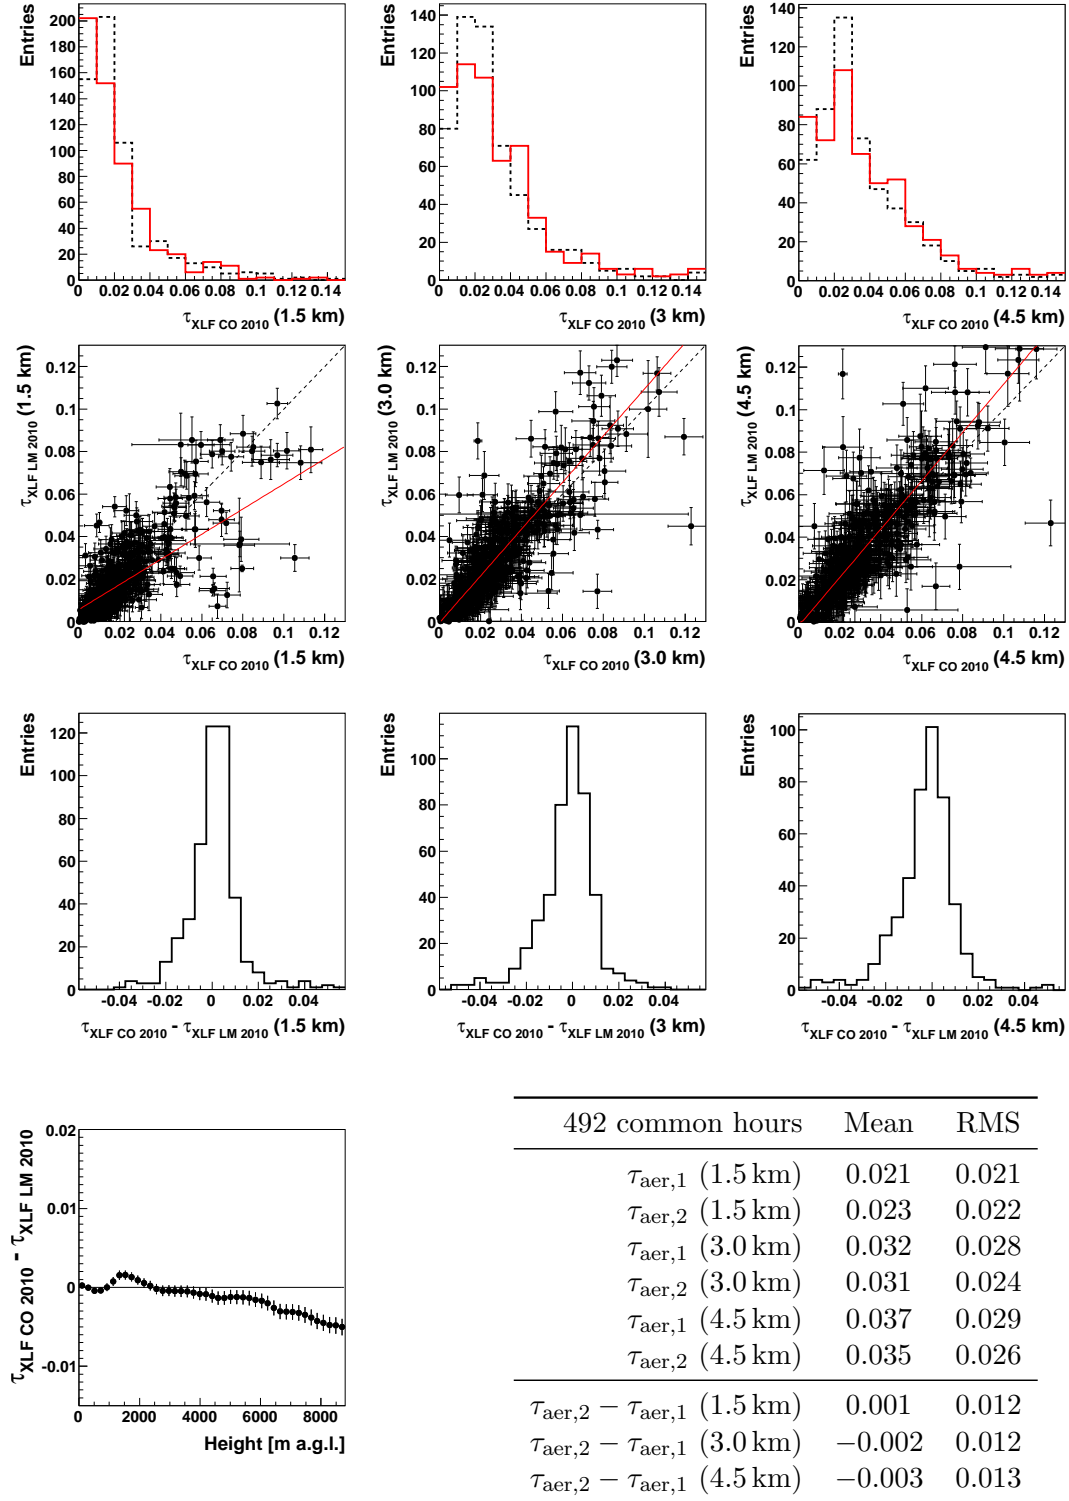 Entries
200
180
160
140
120
100
80
60
40
20
0
0.02 0.04 0.06 0.08 0.1 0.12 0.14
τXLF CO 2010 (1.5 km)
Entries
140
120
100
80
60
40
20
0
0.02 0.04 0.06 0.08 0.1 0.12 0.14
τXLF CO 2010 (3 km)
Entries
140
120
100
80
60
40
20
0
0.02 0.04 0.06 0.08 0.1 0.12 0.14
τXLF CO 2010 (4.5 km)
τXLF LM 2010 (1.5 km)
0.12
0.1
0.08
0.06
0.04
0.02
0
0 0.02 0.04 0.06 0.08 0.1 0.12
τXLF CO 2010 (1.5 km)
τXLF LM 2010 (3.0 km)
0.12
0.1
0.08
0.06
0.04
0.02
0
0 0.02 0.04 0.06 0.08 0.1 0.12
τXLF CO 2010 (3.0 km)
τXLF LM 2010 (4.5 km)
0.12
0.1
0.08
0.06
0.04
0.02
0
0 0.02 0.04 0.06 0.08 0.1 0.12
τXLF CO 2010 (4.5 km)
Entries
120
100
80
60
40
20
0
-0.04 -0.02 0 0.02 0.04
τXLF CO 2010 - τXLF LM 2010 (1.5 km)
Entries
100
80
60
40
20
0
-0.04 -0.02 0 0.02 0.04
τXLF CO 2010 - τXLF LM 2010 (3 km)
Entries
100
80
60
40
20
0
-0.04 -0.02 0 0.02 0.04
τXLF CO 2010 - τXLF LM 2010 (4.5 km)
τXLF CO 2010 - τXLF LM 2010
0.02
0.01
0
-0.01
0 2000 4000 6000 8000
Height [m a.g.l.]
492 common hours Mean RMS
τaer,1 (1.5 km) 0.021 0.021
τaer,2 (1.5 km) 0.023 0.022
τaer,1 (3.0 km) 0.032 0.028
τaer,2 (3.0 km) 0.031 0.024
τaer,1 (4.5 km) 0.037 0.029
τaer,2 (4.5 km) 0.035 0.026
τaer,2 − τaer,1 (1.5 km) 0.001 0.012
τaer,2 − τaer,1 (3.0 km) −0.002 0.012
τaer,2 − τaer,1 (4.5 km) −0.003 0.013